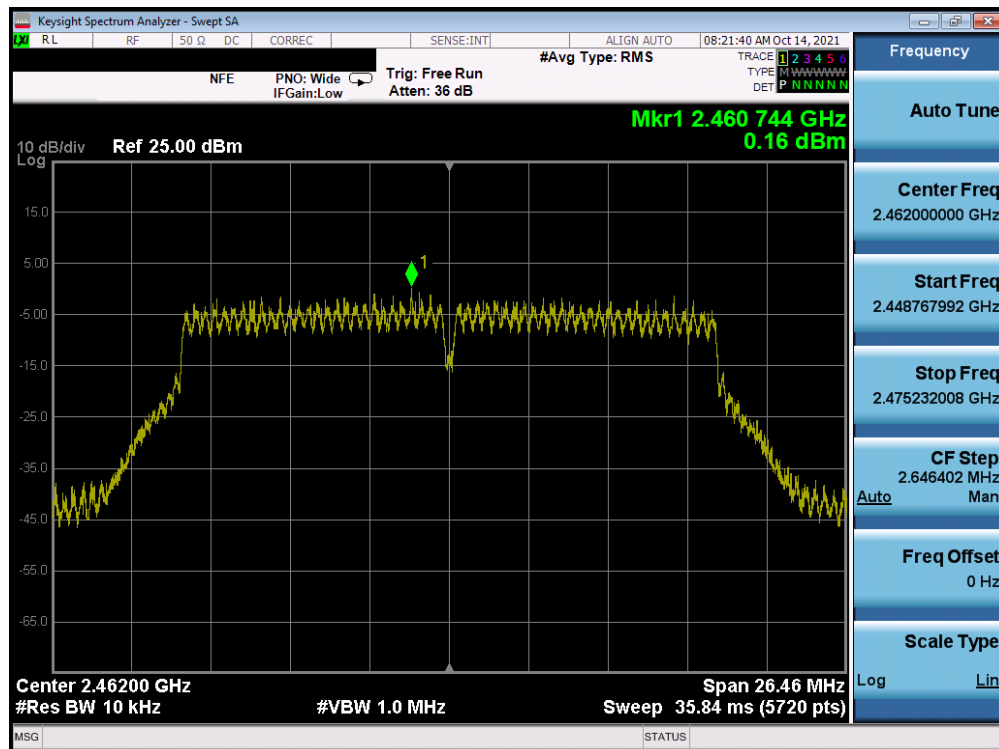 Keysight Spectrum Analyzer - Swept SA
LXI RL RF 50 Ω DC CORREC SENSE:INT ALIGN AUTO 08:21:40 AM Oct 14, 2021
NFE PNO: Wide Trig: Free Run #Avg Type: RMS TRACE 1 2 3 4 5 6
IFGain:Low Atten: 36 dB TYPE M WWWWW
DET P N N N N N
Mkr1 2.460 744 GHz
0.16 dBm
10 dB/div Ref 25.00 dBm
Log
15.0
5.00
-5.00
-15.0
-25.0
-35.0
-45.0
-55.0
-65.0
1
Center 2.46200 GHz Span 26.46 MHz
#Res BW 10 kHz #VBW 1.0 MHz Sweep 35.84 ms (5720 pts)
MSG STATUS
Frequency
Auto Tune
Center Freq
2.462000000 GHz
Start Freq
2.448767992 GHz
Stop Freq
2.475232008 GHz
CF Step
2.646402 MHz
Auto Man
Freq Offset
0 Hz
Scale Type
Log Lin